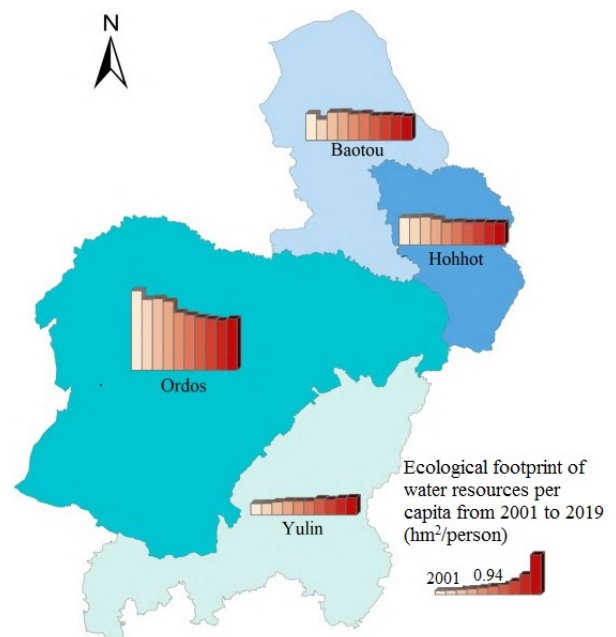 N
Baotou
Hohhot
Ordos
Yulin
Ecological footprint of
water resources per
capita from 2001 to 2019
(hm²/person)
2001 0.94